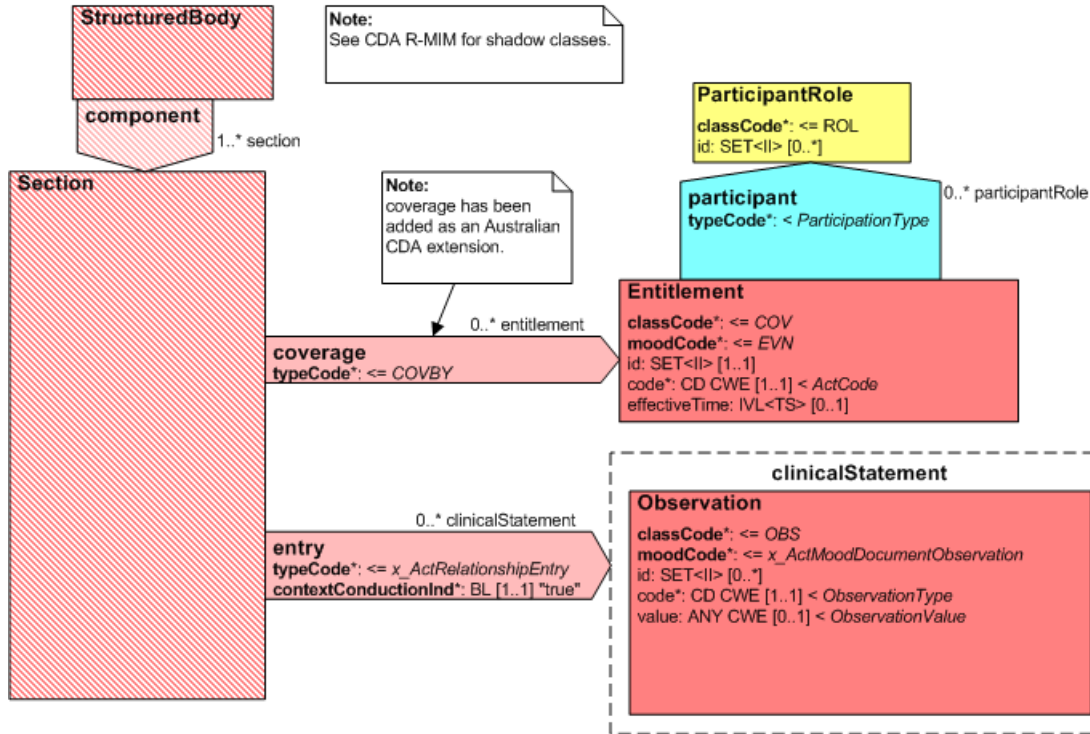 StructuredBody
Note:
See CDA R-MIM for shadow classes.
component
1..* section
ParticipantRole
classCode*: <= ROL
id: SET<II> [0..*]
Section
Note:
coverage has been
added as an Australian
CDA extension.
participant
typeCode*: < ParticipationType
0..* participantRole
Entitlement
classCode*: <= COV
moodCode*: <= EVN
id: SET<II> [1..1]
code*: CD CWE [1..1] < ActCode
effectiveTime: IVL<TS> [0..1]
0..* entitlement
coverage
typeCode*: <= COVBY
clinicalStatement
Observation
classCode*: <= OBS
moodCode*: <= x_ActMoodDocumentObservation
id: SET<II> [0..*]
code*: CD CWE [1..1] < ObservationType
value: ANY CWE [0..1] < ObservationValue
0..* clinicalStatement
entry
typeCode*: <= x_ActRelationshipEntry
contextConductionInd*: BL [1..1] "true"